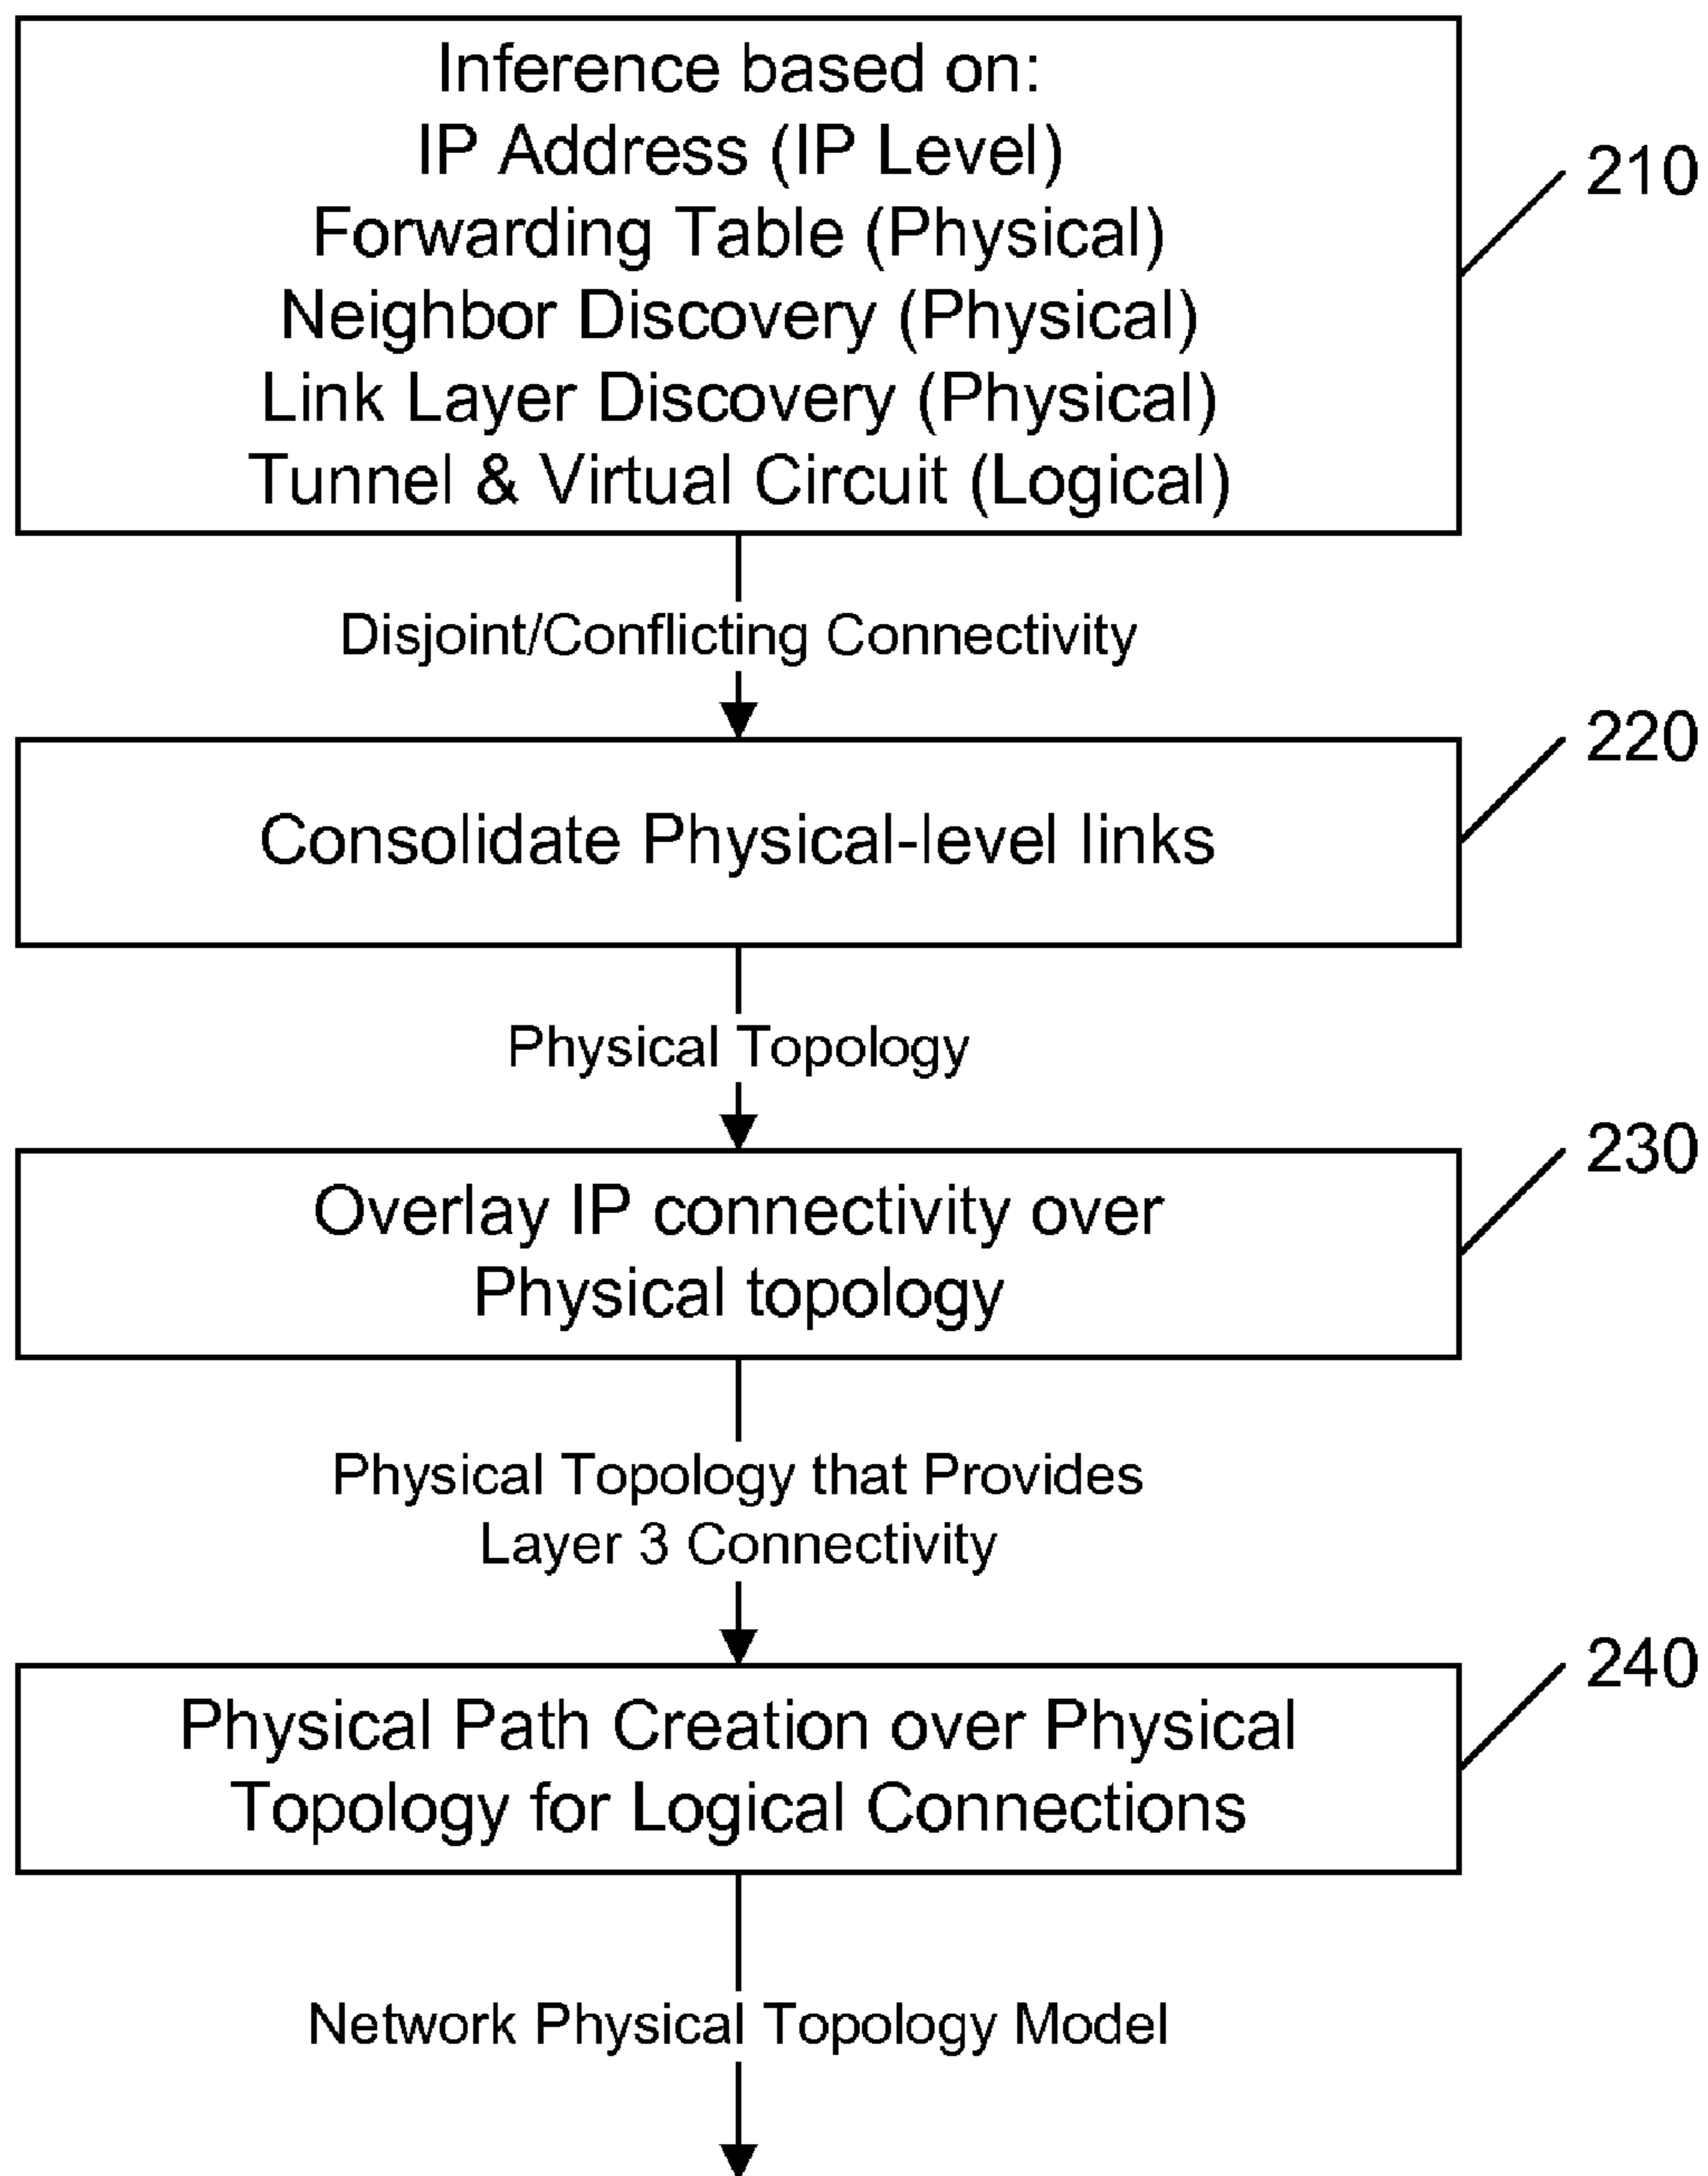 Inference based on:
IP Address (IP Level)
Forwarding Table (Physical)
Neighbor Discovery (Physical)
Link Layer Discovery (Physical)
Tunnel & Virtual Circuit (Logical)
210
Disjoint/Conflicting Connectivity
220
Consolidate Physical-level links
Physical Topology
230
Overlay IP connectivity over
Physical topology
Physical Topology that Provides
Layer 3 Connectivity
240
Physical Path Creation over Physical
Topology for Logical Connections
Network Physical Topology Model